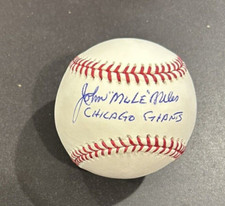 John "MULE" Miles
CHICAGO GIANTS